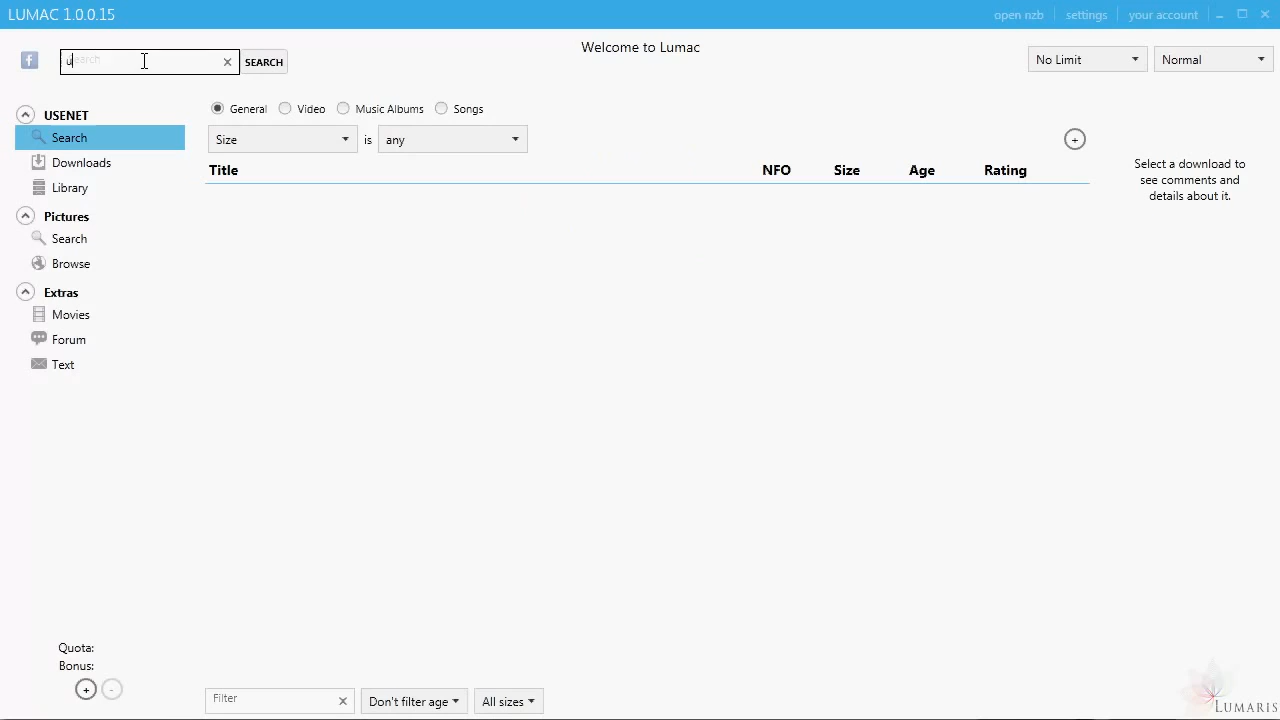 LUMAC 1.0.0.15
open nzb settings your account
Welcome to Lumac
u
SEARCH
No Limit
Normal
USENET
Search
Downloads
Library
Pictures
Search
Browse
Extras
Movies
Forum
Text
General Video Music Albums Songs
Size is any
Title NFO Size Age Rating
Select a download to
see comments and
details about it.
Quota:
Bonus:
Filter
Don't filter age
All sizes
LUMARIS